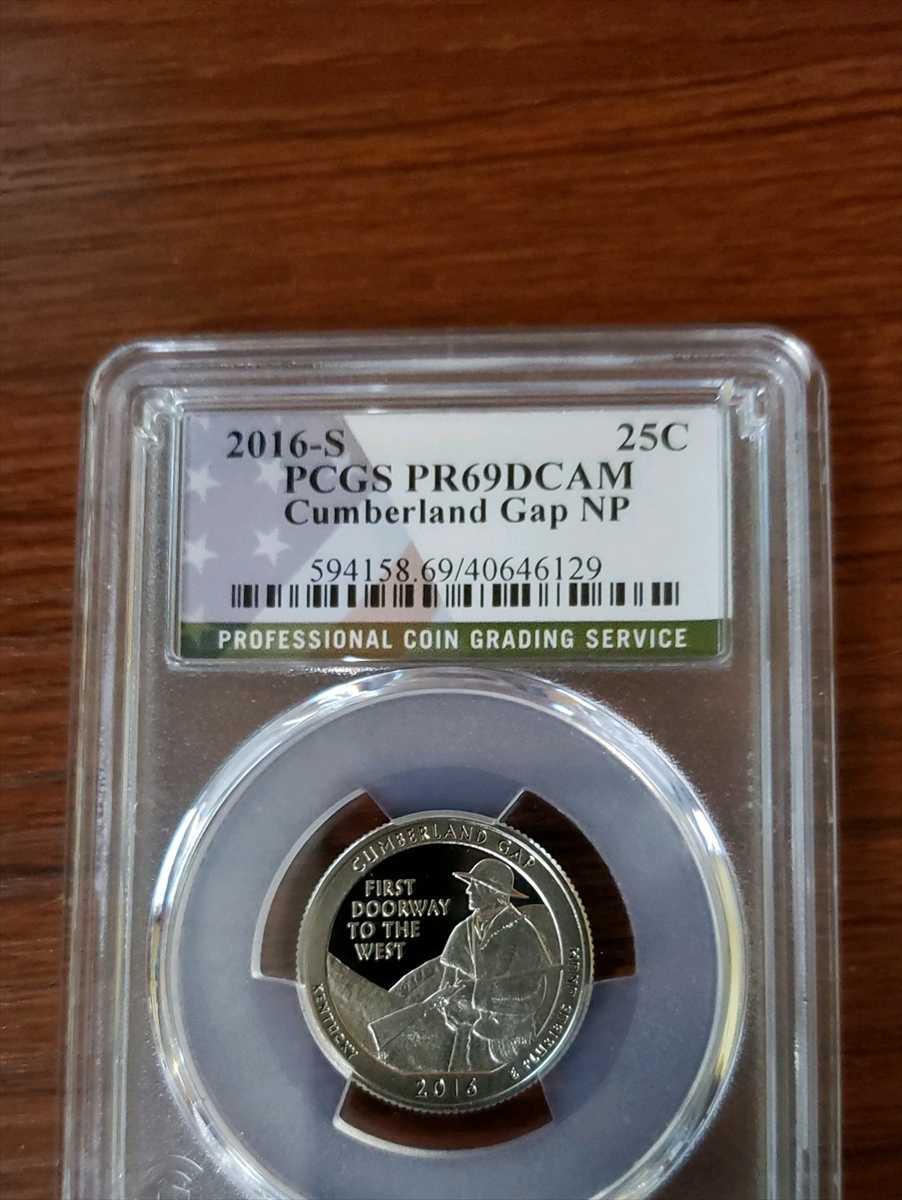 2016-S 25C
PCGS PR69DCAM
Cumberland Gap NP
594158.69/40646129
PROFESSIONAL COIN GRADING SERVICE
CUMBERLAND GAP
FIRST
DOORWAY
TO THE
WEST
KENTUCKY
2016
E PLURIBUS UNUM